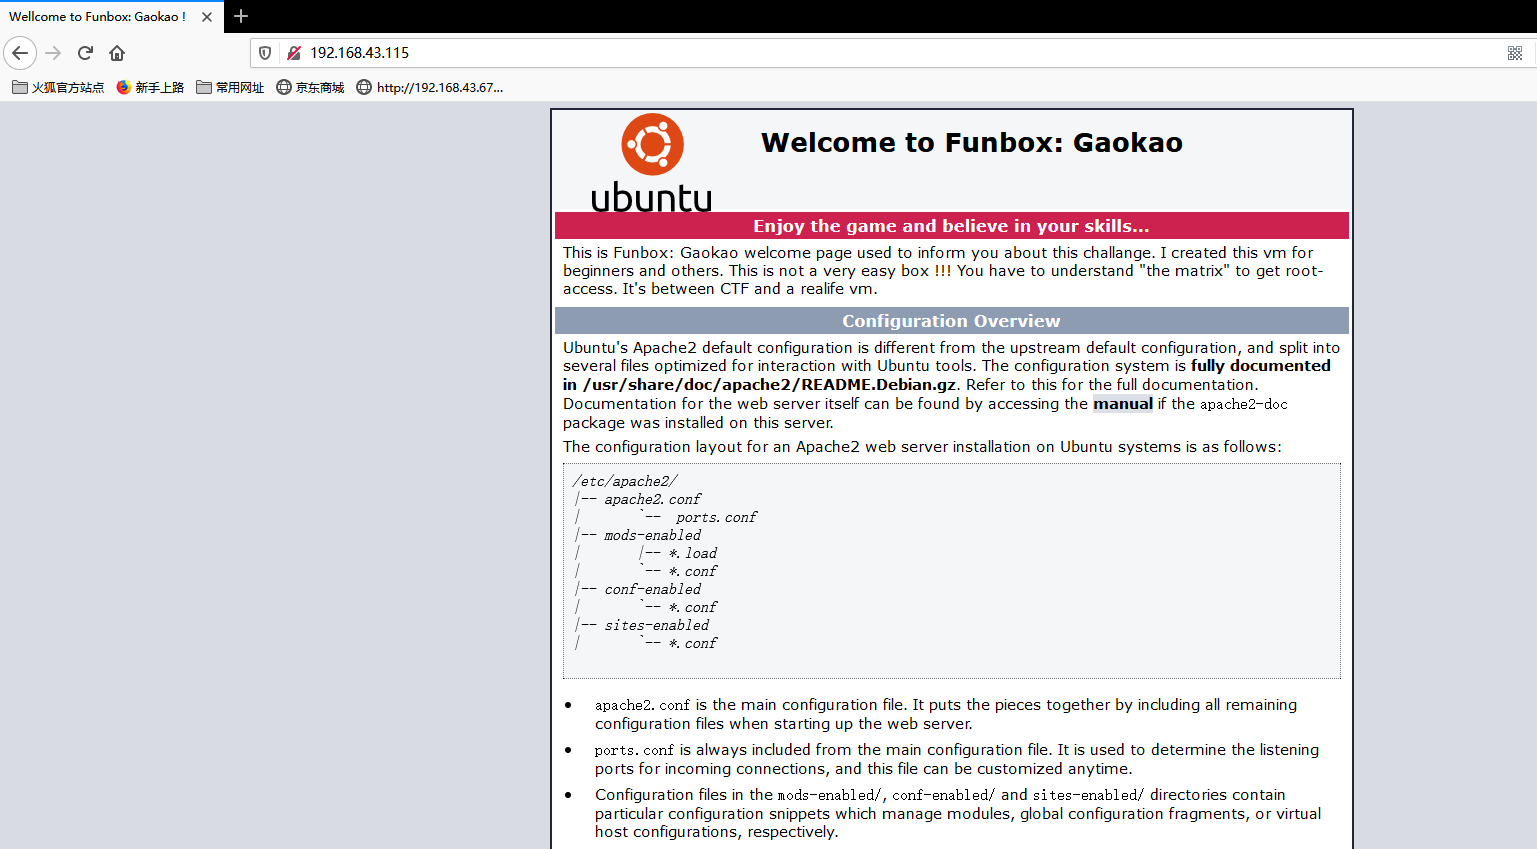 Wellcome to Funbox: Gaokao !
192.168.43.115
火狐官方站点 新手上路 常用网址 京东商城 http://192.168.43.67...
ubuntu
Welcome to Funbox: Gaokao
Enjoy the game and believe in your skills...
This is Funbox: Gaokao welcome page used to inform you about this challange. I created this vm for
beginners and others. This is not a very easy box !!! You have to understand "the matrix" to get root-
access. It's between CTF and a realife vm.
Configuration Overview
Ubuntu's Apache2 default configuration is different from the upstream default configuration, and split into
several files optimized for interaction with Ubuntu tools. The configuration system is fully documented
in /usr/share/doc/apache2/README.Debian.gz. Refer to this for the full documentation.
Documentation for the web server itself can be found by accessing the manual if the apache2-doc
package was installed on this server.
The configuration layout for an Apache2 web server installation on Ubuntu systems is as follows:
/etc/apache2/
|-- apache2.conf
|       `--  ports.conf
|-- mods-enabled
|       |-- *.load
|       `-- *.conf
|-- conf-enabled
|       `-- *.conf
|-- sites-enabled
|       `-- *.conf
• apache2.conf is the main configuration file. It puts the pieces together by including all remaining
configuration files when starting up the web server.
• ports.conf is always included from the main configuration file. It is used to determine the listening
ports for incoming connections, and this file can be customized anytime.
• Configuration files in the mods-enabled/, conf-enabled/ and sites-enabled/ directories contain
particular configuration snippets which manage modules, global configuration fragments, or virtual
host configurations, respectively.